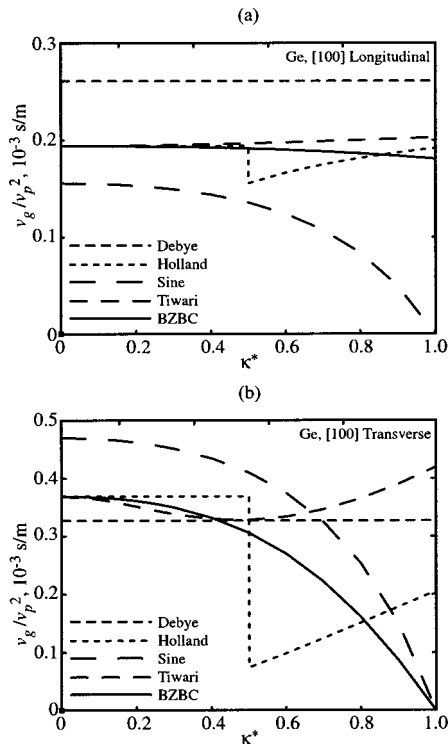 (a)
0.3
Ge, [100] Longitudinal
0.2
v_g/v_p^2, 10^-3 s/m
0.1
Debye
Holland
Sine
Tiwari
BZBC
0
0 0.2 0.4 0.6 0.8 1.0
κ*
(b)
0.5
Ge, [100] Transverse
0.4
0.3
v_g/v_p^2, 10^-3 s/m
0.2
Debye
Holland
0.1
Sine
Tiwari
BZBC
0
0 0.2 0.4 0.6 0.8 1.0
κ*